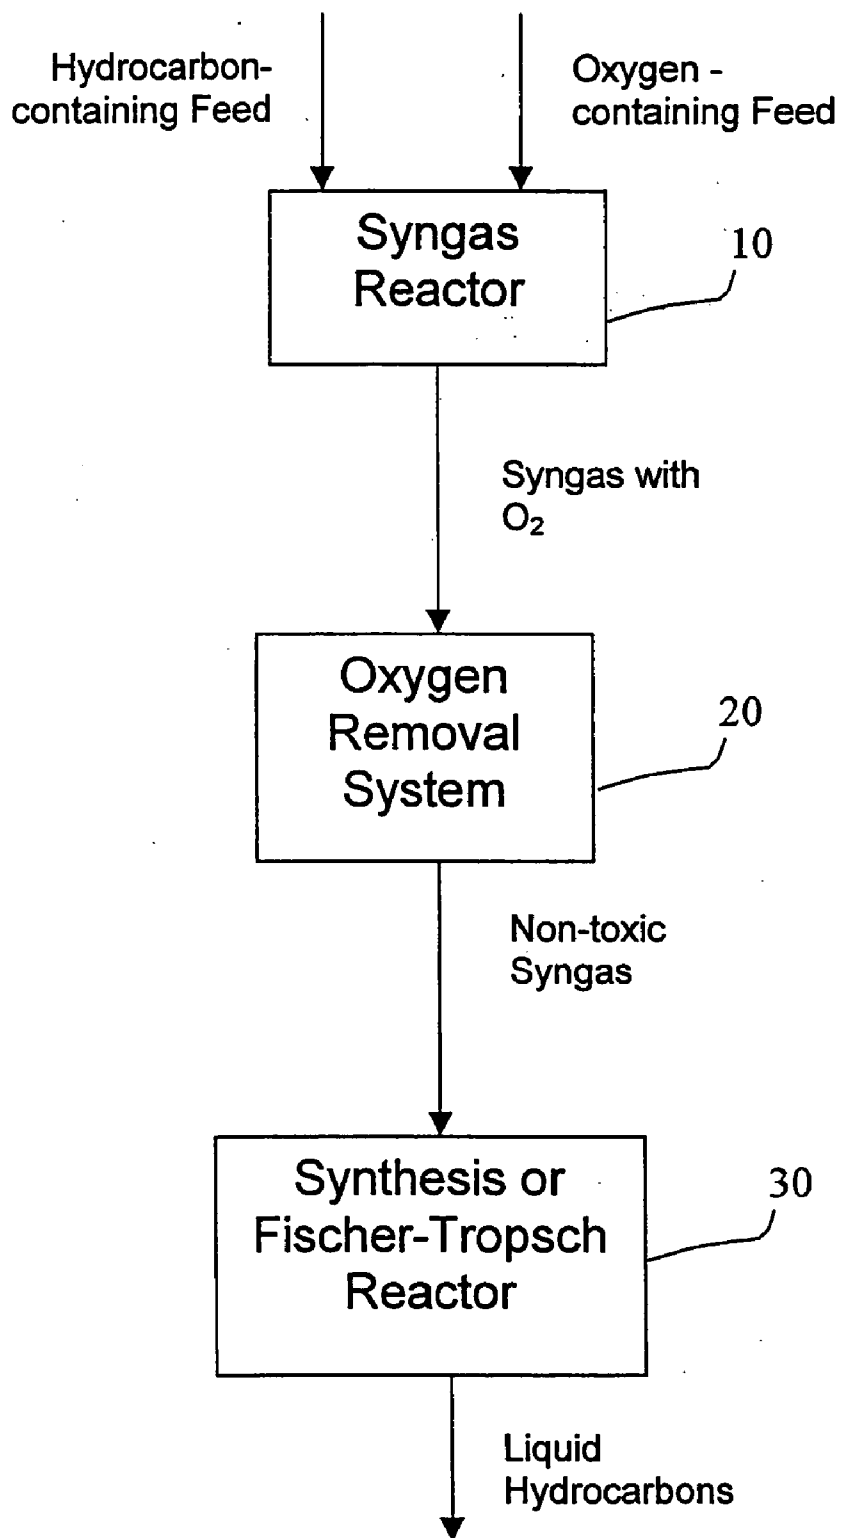 Hydrocarbon-
containing Feed
Oxygen -
containing Feed
Syngas
Reactor
10
Syngas with
O₂
Oxygen
Removal
System
20
Non-toxic
Syngas
Synthesis or
Fischer-Tropsch
Reactor
30
Liquid
Hydrocarbons